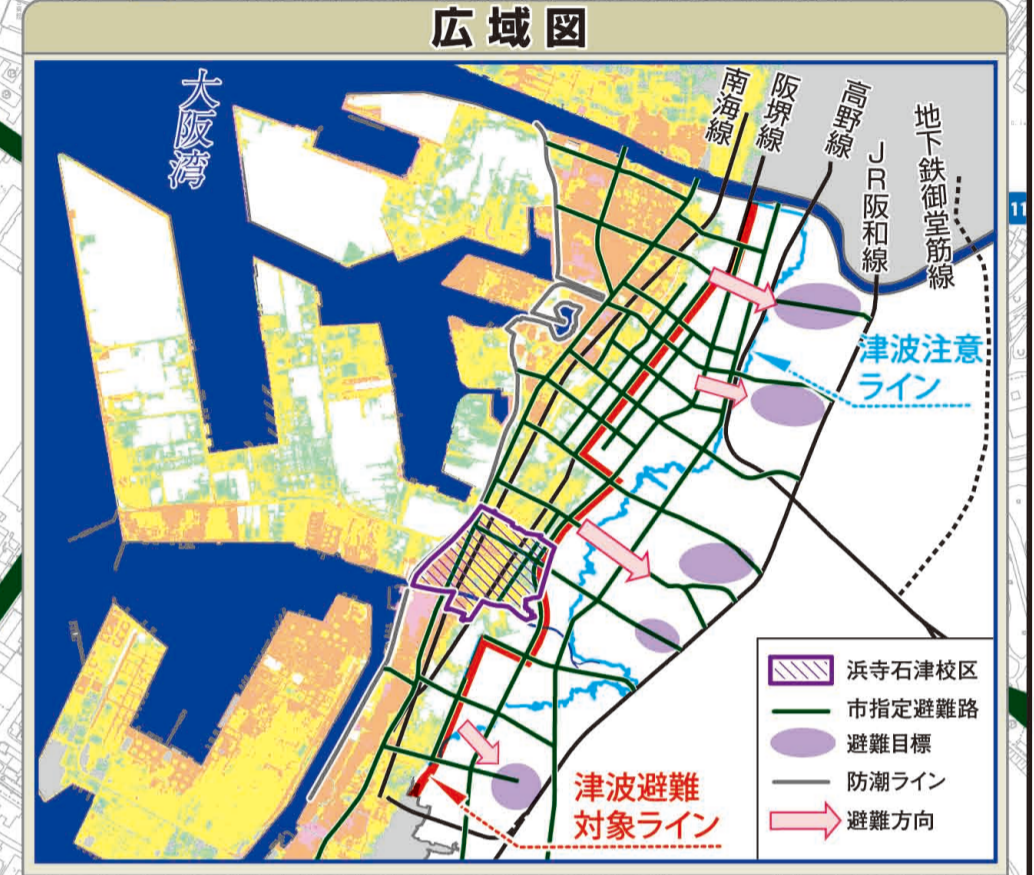 広域図
大阪湾
南海線
阪堺線
高野線
JR阪和線
地下鉄御堂筋線
11
津波注意
ライン
浜寺石津校区
市指定避難路
避難目標
防潮ライン
避難方向
津波避難
対象ライン